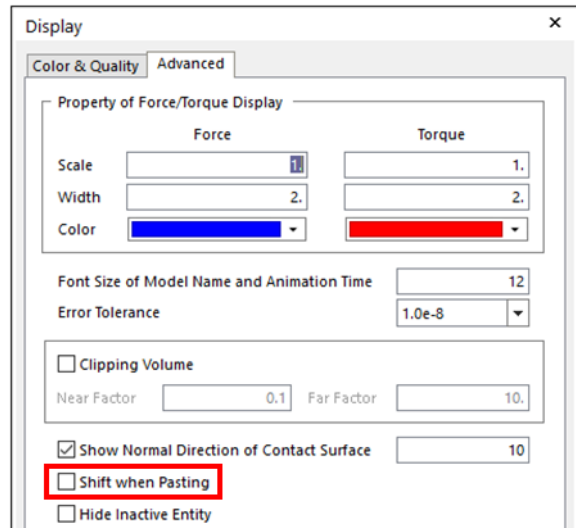 Display
Color & Quality Advanced
Property of Force/Torque Display
Force Torque
Scale 1. 1.
Width 2. 2.
Color
Font Size of Model Name and Animation Time 12
Error Tolerance 1.0e-8
Clipping Volume
Near Factor 0.1 Far Factor 10.
Show Normal Direction of Contact Surface 10
Shift when Pasting
Hide Inactive Entity